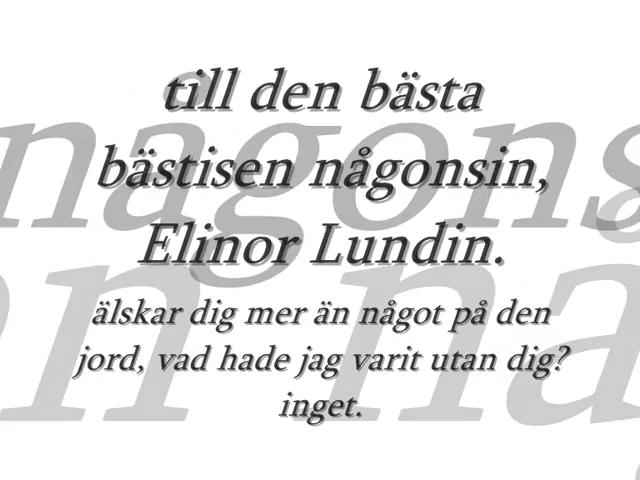 till den bästa
bästisen någonsin,
Elinor Lundin.
älskar dig mer än något på den
jord, vad hade jag varit utan dig?
inget.